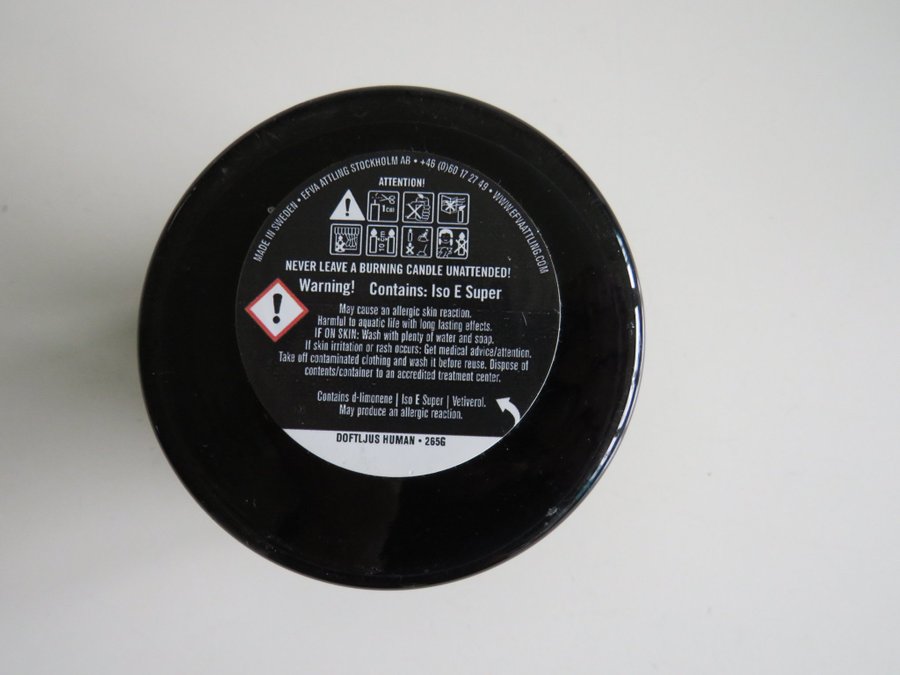 MADE IN SWEDEN • EFVA ATTLING STOCKHOLM AB • +46 (0)60 17 27 49 • WWW.EFVAATTLING.COM
ATTENTION!
1cm
10 cm
NEVER LEAVE A BURNING CANDLE UNATTENDED!
Warning! Contains: Iso E Super
May cause an allergic skin reaction.
Harmful to aquatic life with long lasting effects.
IF ON SKIN: Wash with plenty of water and soap.
If skin irritation or rash occurs: Get medical advice/attention.
Take off contaminated clothing and wash it before reuse. Dispose of
contents/container to an accredited treatment center.
Contains d-limonene | Iso E Super | Vetiverol.
May produce an allergic reaction.
DOFTLJUS HUMAN • 265G